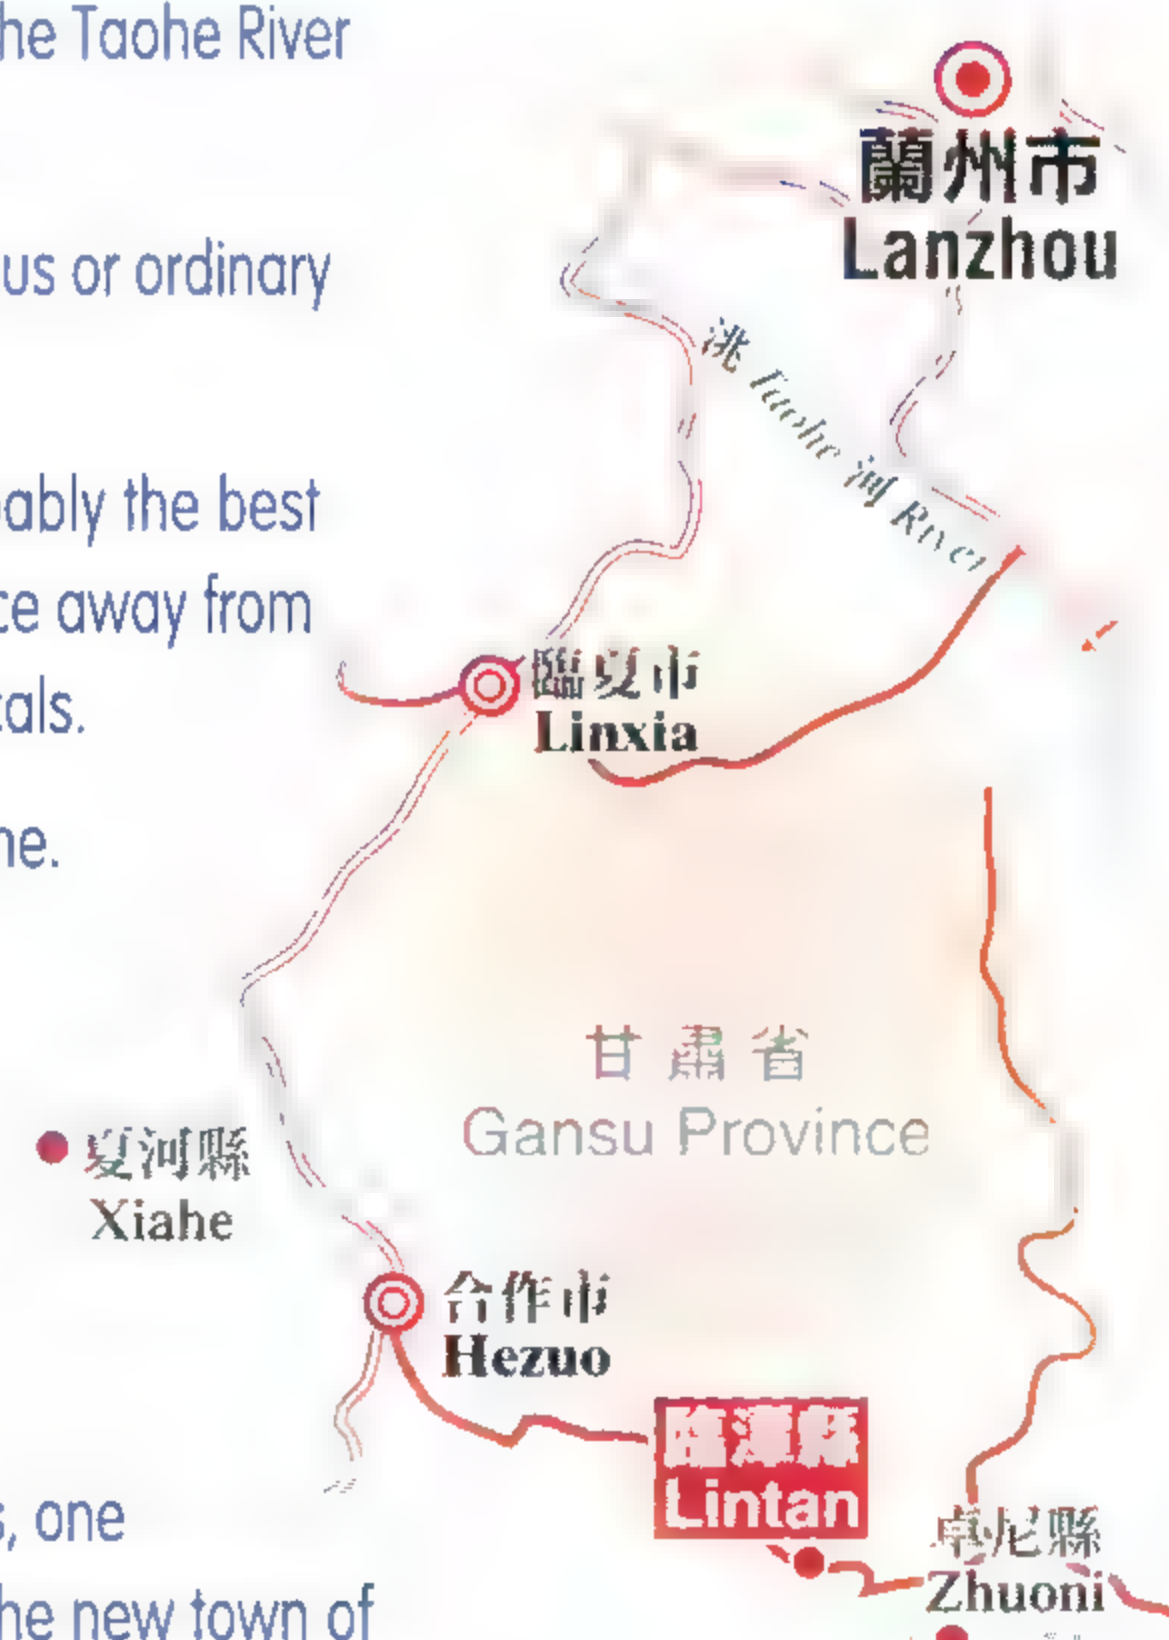 he Taohe River
us or ordinary
ably the best
ce away from
als.
ne.
s, one
he new town of
蘭州市
Lanzhou
洮 Taohe 河 River
臨夏市
Linxia
甘肅省
Gansu Province
夏河縣
Xiahe
合作市
Hezuo
臨潭縣
Lintan
卓尼縣
Zhuoni